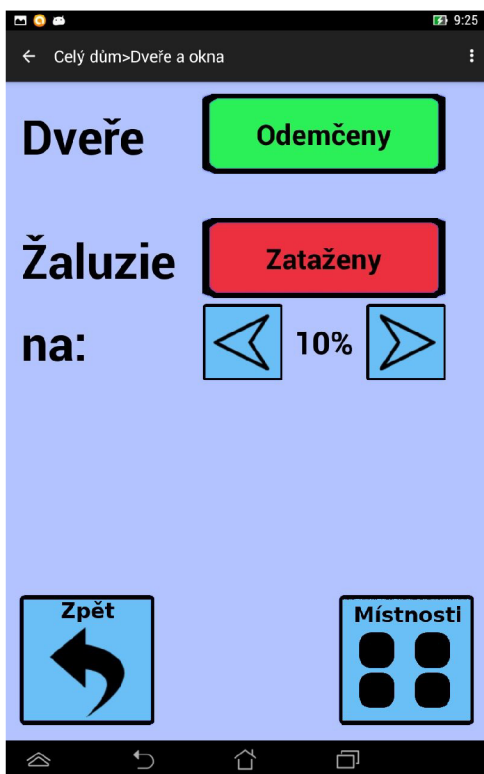 9:25
Celý dům>Dveře a okna
Dveře
Odemčeny
Žaluzie
Zataženy
na:
10%
Zpět
Místnosti